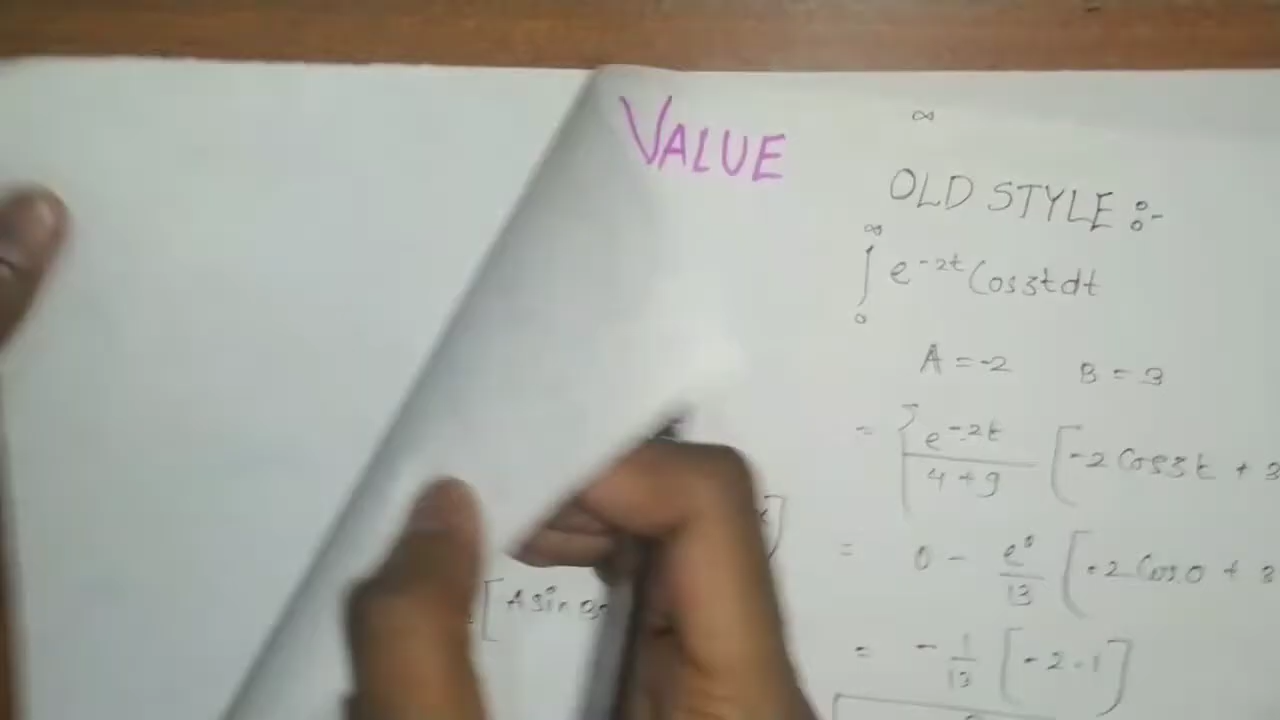 VALUE
∞
OLD STYLE :-
∞
∫ e^-2t Cos3t dt
0
A = -2 B = 3
= [ e^-2t / 4+9 [ -2 Cos3t + 3
= 0 - e^0 / 13 [ -2 Cos0 + 3
[ A sin
= - 1/13 [ -2 . 1 ]